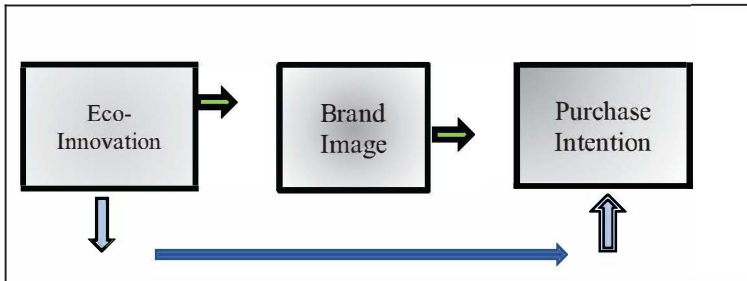 Eco-
Innovation
Brand
Image
Purchase
Intention